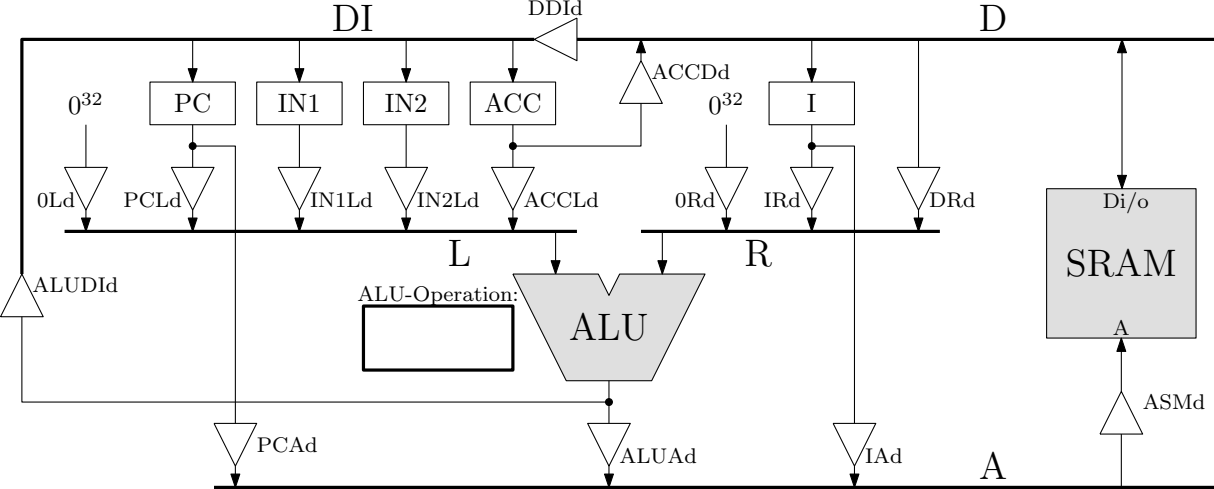 DDId
DI
D
ACCDd
0³²
PC
IN1
IN2
ACC
0³²
I
0Ld
PCLd
IN1Ld
IN2Ld
ACCLd
0Rd
IRd
DRd
Di/o
L
R
SRAM
ALUDId
ALU-Operation:
ALU
A
ASMd
PCAd
ALUAd
IAd
A